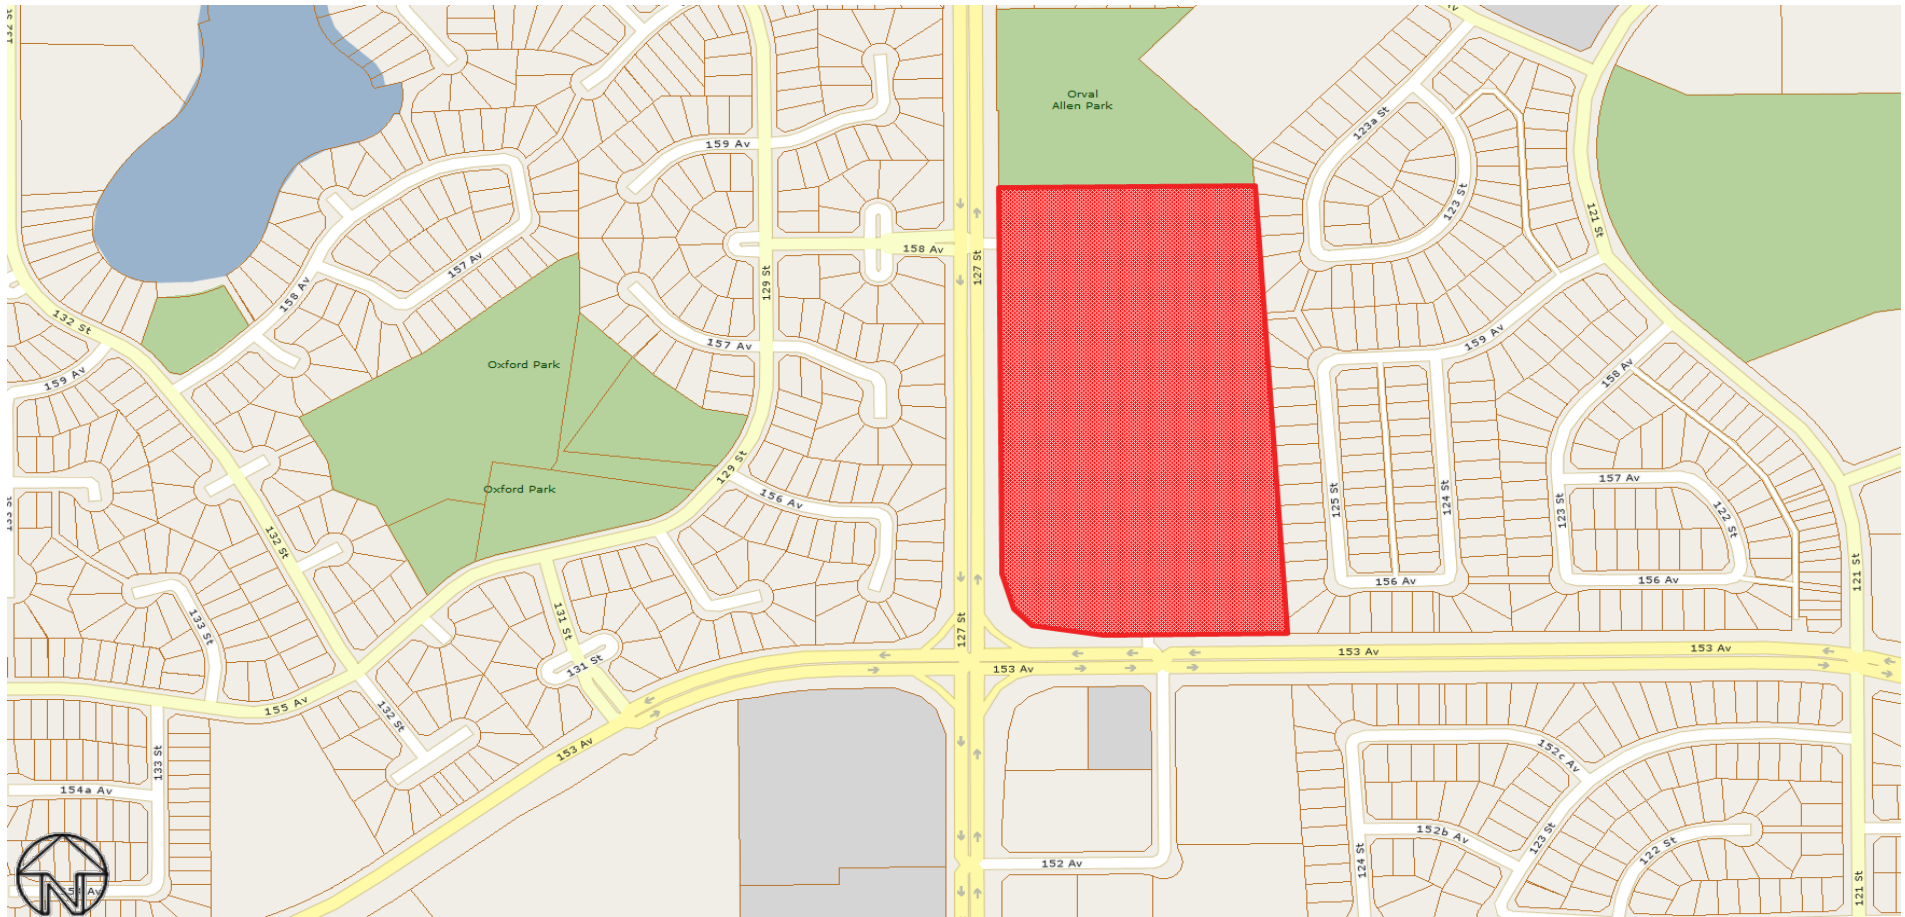 132 St
Orval
Allen Park
123a St
159 Av
123 St
121 St
158 Av
127 St
157 Av
129 St
158 Av
132 St
159 Av
157 Av
159 Av
Oxford Park
158 Av
129 St
157 Av
Oxford Park
156 Av
125 St
124 St
123 St
122 St
133 St
132 St
156 Av
156 Av
121 St
131 St
133 St
127 St
153 Av
153 Av
131 St
153 Av
155 Av
132 St
153 Av
152c Av
133 St
154a Av
152b Av
123 St
122 St
124 St
152 Av
121 St
N